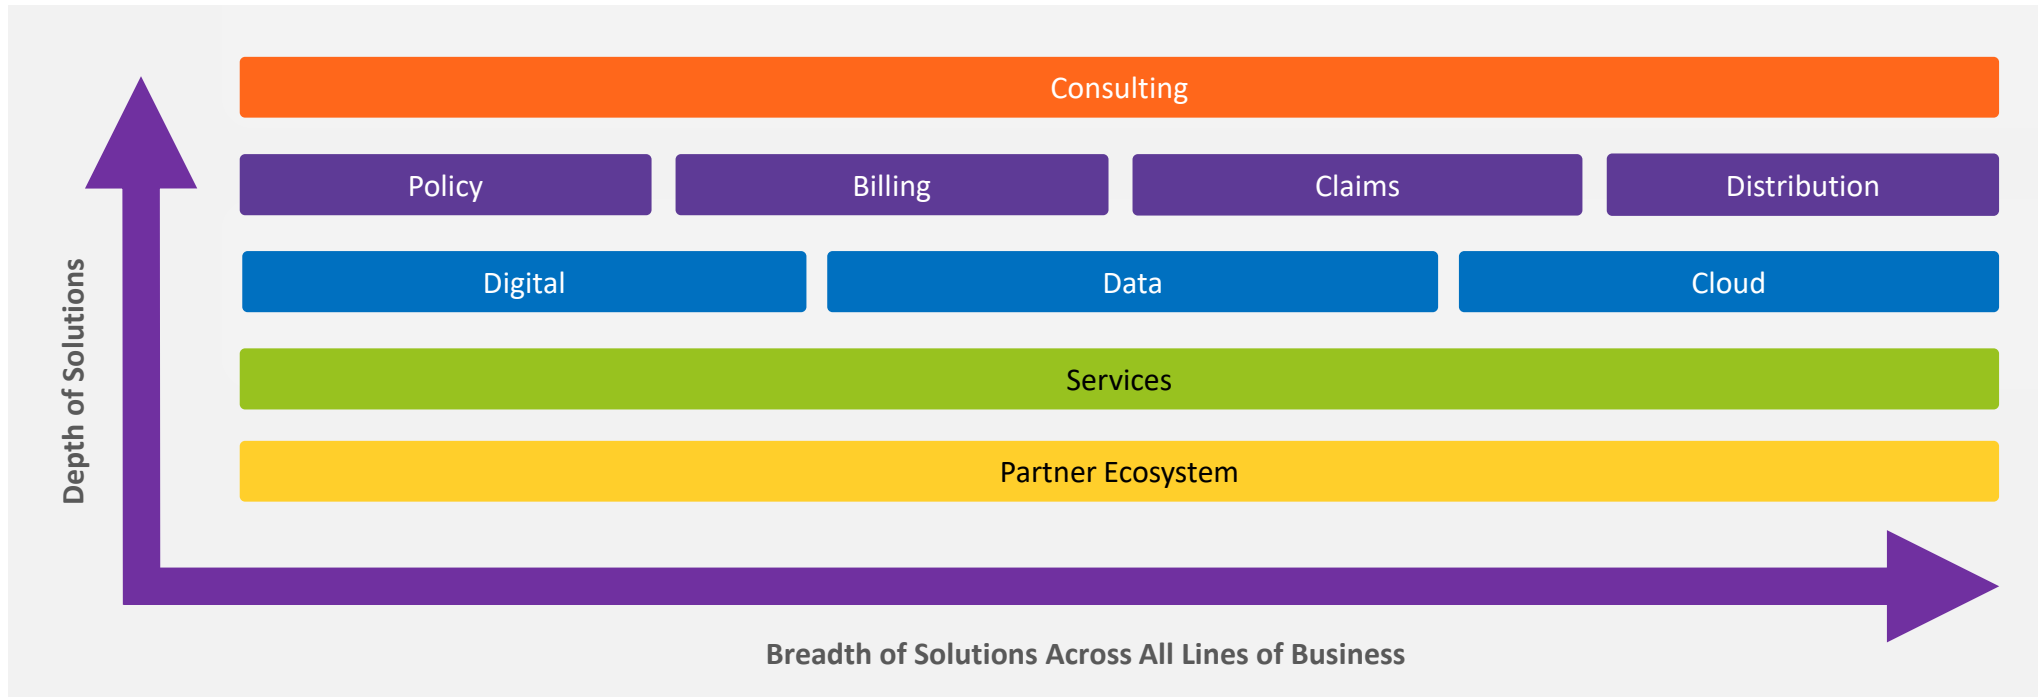 Consulting
Policy
Billing
Claims
Distribution
Digital
Data
Cloud
Services
Partner Ecosystem
Depth of Solutions
Breadth of Solutions Across All Lines of Business